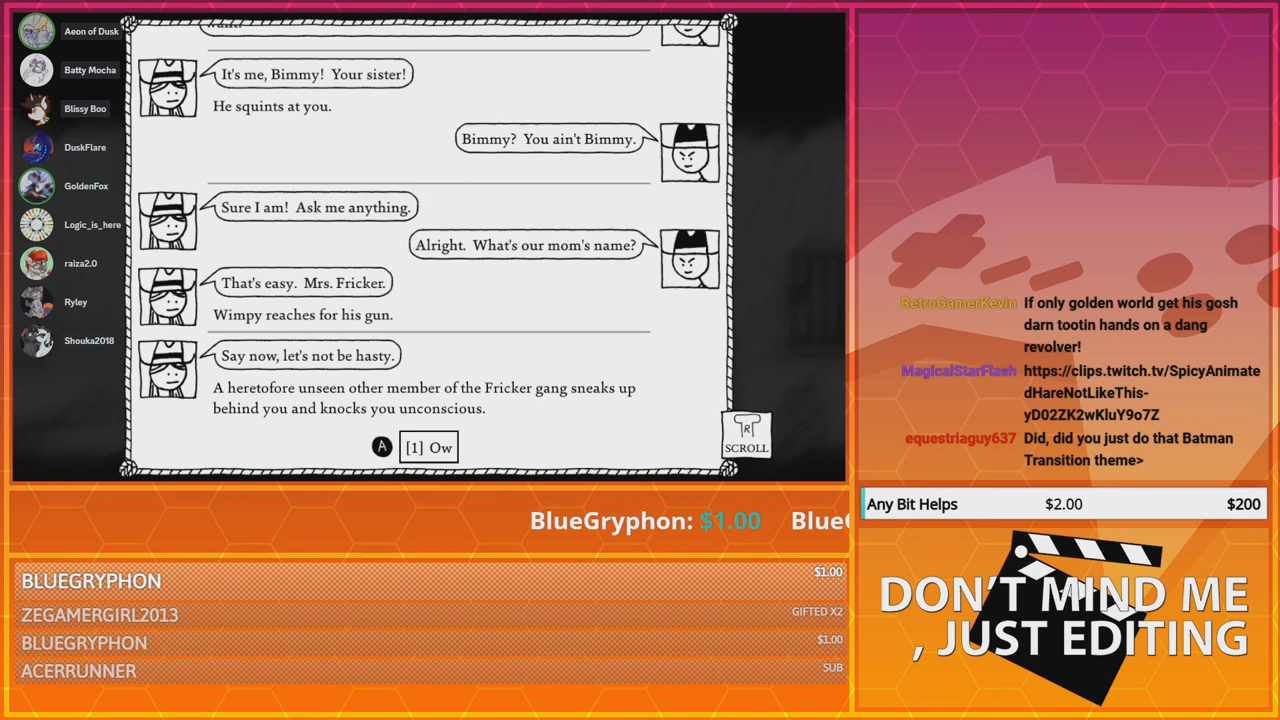 Aeon of Dusk
Batty Mocha
Blissy Boo
DuskFlare
GoldenFox
Logic_is_here
raiza2.0
Ryley
Shouka2018
It's me, Bimmy! Your sister!
He squints at you.
Bimmy? You ain't Bimmy.
Sure I am! Ask me anything.
Alright. What's our mom's name?
That's easy. Mrs. Fricker.
Wimpy reaches for his gun.
Say now, let's not be hasty.
A heretofore unseen other member of the Fricker gang sneaks up
behind you and knocks you unconscious.
A [1] Ow
R
SCROLL
RetroGamerKevin If only golden world get his gosh
darn tootin hands on a dang
revolver!
MagicalStarFlash https://clips.twitch.tv/SpicyAnimate
dHareNotLikeThis-
yD02ZK2wKluY9o7Z
equestriaguy637 Did, did you just do that Batman
Transition theme>
Any Bit Helps $2.00 $200
BlueGryphon: $1.00 Blue
BLUEGRYPHON $1.00
ZEGAMERGIRL2013 GIFTED X2
BLUEGRYPHON $1.00
ACERRUNNER SUB
DON'T MIND ME
, JUST EDITING